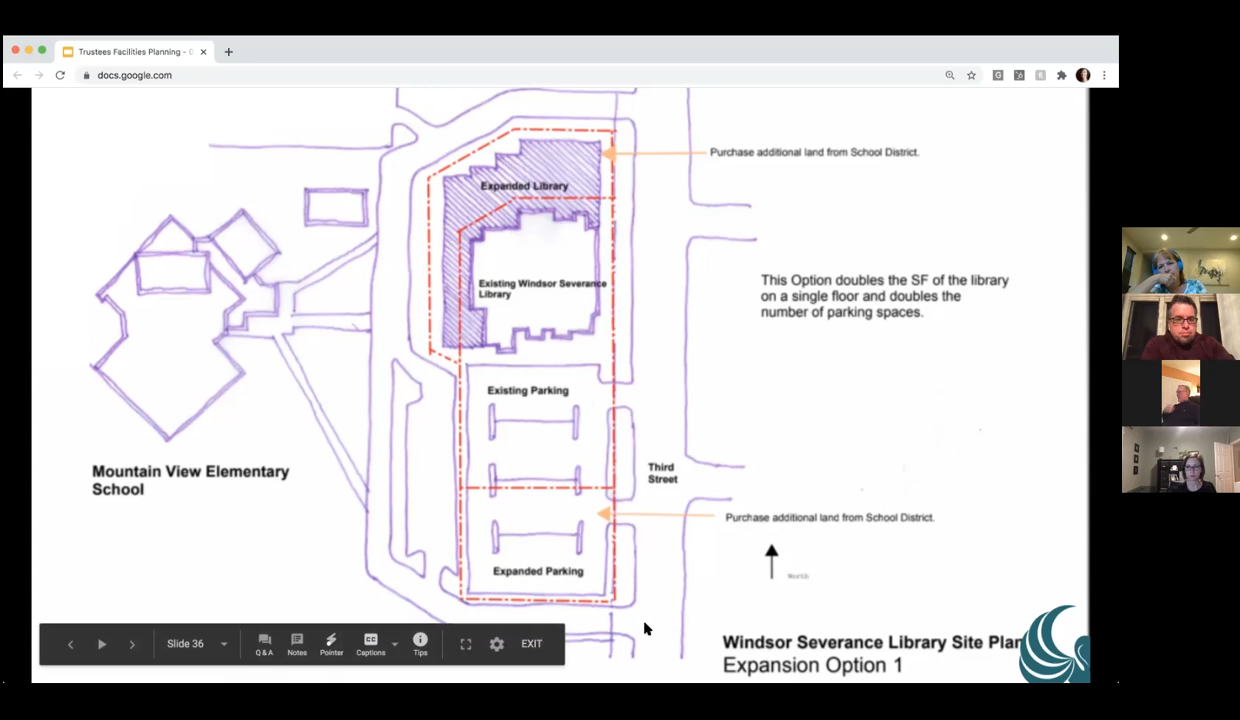 Trustees Facilities Planning -
docs.google.com
Purchase additional land from School District.
Expanded Library
Existing Windsor Severance
Library
This Option doubles the SF of the library
on a single floor and doubles the
number of parking spaces.
Existing Parking
Mountain View Elementary
School
Third
Street
Purchase additional land from School District.
Expanded Parking
North
Slide 36
Q & A
Notes
Pointer
CC
Captions
Tips
EXIT
Windsor Severance Library Site Plan
Expansion Option 1